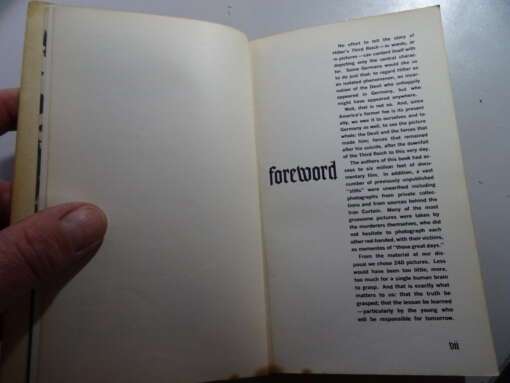 foreword
No effort to tell the story of
Hitler's Third Reich—in words, or
in pictures—can content itself with
depicting only the central charac-
ter. Some Germans would like us
to do just that: to regard Hitler as
an isolated phenomenon, an incar-
nation of the Devil who unhappily
appeared in Germany, but who
might have appeared anywhere.
Well, that is not so. And, since
America's former foe is its present
ally, we owe it to ourselves and to
Germany as well, to see the picture
whole: the Devil and the forces that
made him; forces that remained
after his suicide, after the downfall
of the Third Reich to this very day.
The authors of this book had ac-
cess to six million feet of docu-
mentary film. In addition, a vast
number of previously unpublished
"stills" were unearthed including
photographs from private collec-
tions and from sources behind the
Iron Curtain. Many of the most
gruesome pictures were taken by
the murderers themselves, who did
not hesitate to photograph each
other red-handed, with their victims,
as mementos of "those great days."
From the material at our dis-
posal we chose 240 pictures. Less
would have been too little, more,
too much for a single human brain
to grasp. And that is exactly what
matters to us: that the truth be
grasped; that the lesson be learned
—particularly by the young who
will be responsible for tomorrow.
vii